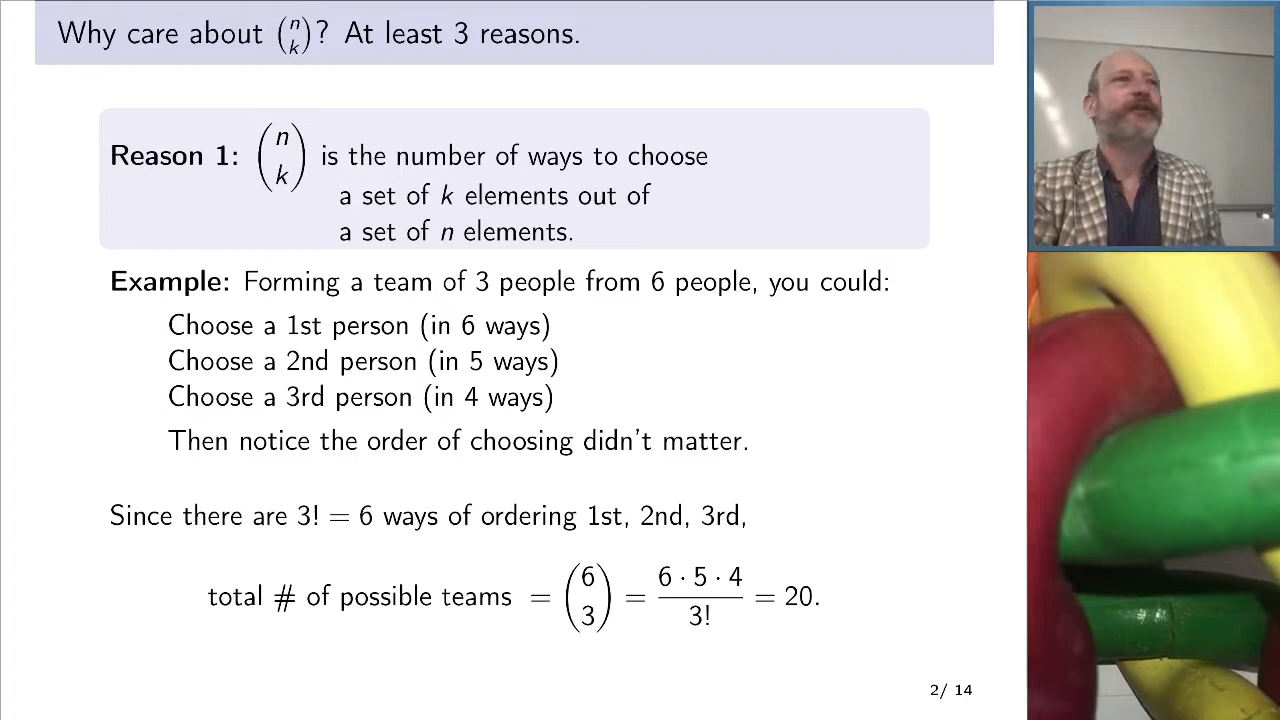 Why care about (n k)? At least 3 reasons.
Reason 1: (n k) is the number of ways to choose
a set of k elements out of
a set of n elements.
Example: Forming a team of 3 people from 6 people, you could:
Choose a 1st person (in 6 ways)
Choose a 2nd person (in 5 ways)
Choose a 3rd person (in 4 ways)
Then notice the order of choosing didn't matter.
Since there are 3! = 6 ways of ordering 1st, 2nd, 3rd,
total # of possible teams = (6 3) = 6 · 5 · 4 / 3! = 20.
2/ 14